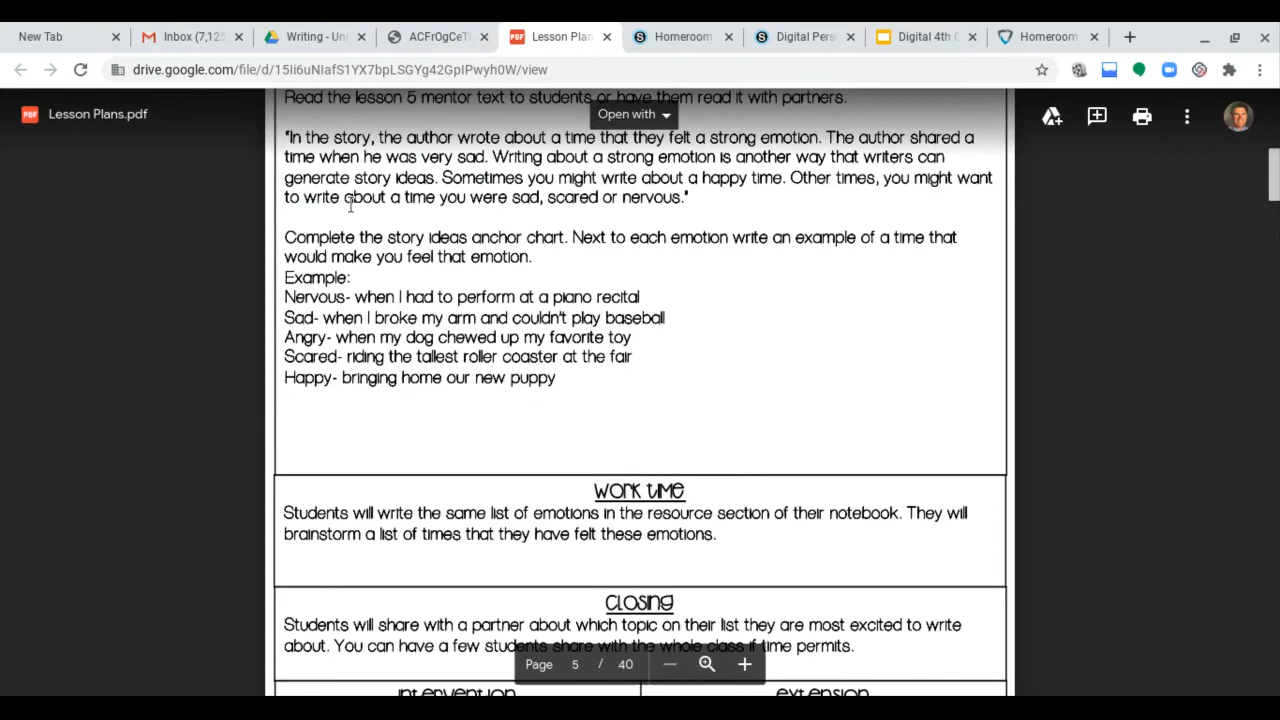 New Tab
Inbox (7,125
Writing - Un
ACFrOgCeT
Lesson Plan
Homeroom
Digital Pers
Digital 4th
Homeroom
drive.google.com/file/d/15Ii6uNIafS1YX7bpLSGYg42GpIPwyh0W/view
Lesson Plans.pdf
Open with
Read the lesson 5 mentor text to students or have them read it with partners.
"In the story, the author wrote about a time that they felt a strong emotion. The author shared a
time when he was very sad. Writing about a strong emotion is another way that writers can
generate story ideas. Sometimes you might write about a happy time. Other times, you might want
to write about a time you were sad, scared or nervous."
Complete the story ideas anchor chart. Next to each emotion write an example of a time that
would make you feel that emotion.
Example:
Nervous- when I had to perform at a piano recital
Sad- when I broke my arm and couldn't play baseball
Angry- when my dog chewed up my favorite toy
Scared- riding the tallest roller coaster at the fair
Happy- bringing home our new puppy
Work Time
Students will write the same list of emotions in the resource section of their notebook. They will
brainstorm a list of times that they have felt these emotions.
Closing
Students will share with a partner about which topic on their list they are most excited to write
about. You can have a few students share with the whole class if time permits.
Page 5 / 40
Intervention
Extension